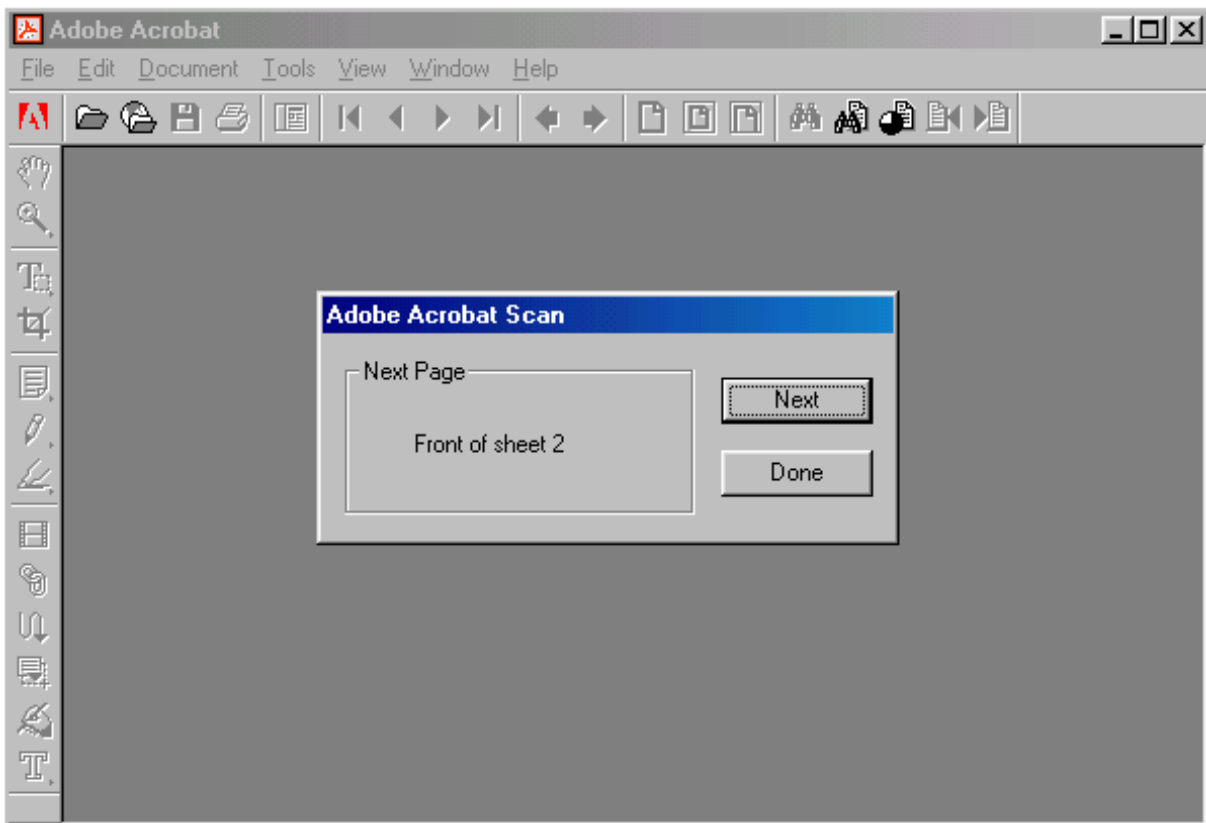 Adobe Acrobat
File Edit Document Tools View Window Help
Adobe Acrobat Scan
Next Page
Next
Front of sheet 2
Done